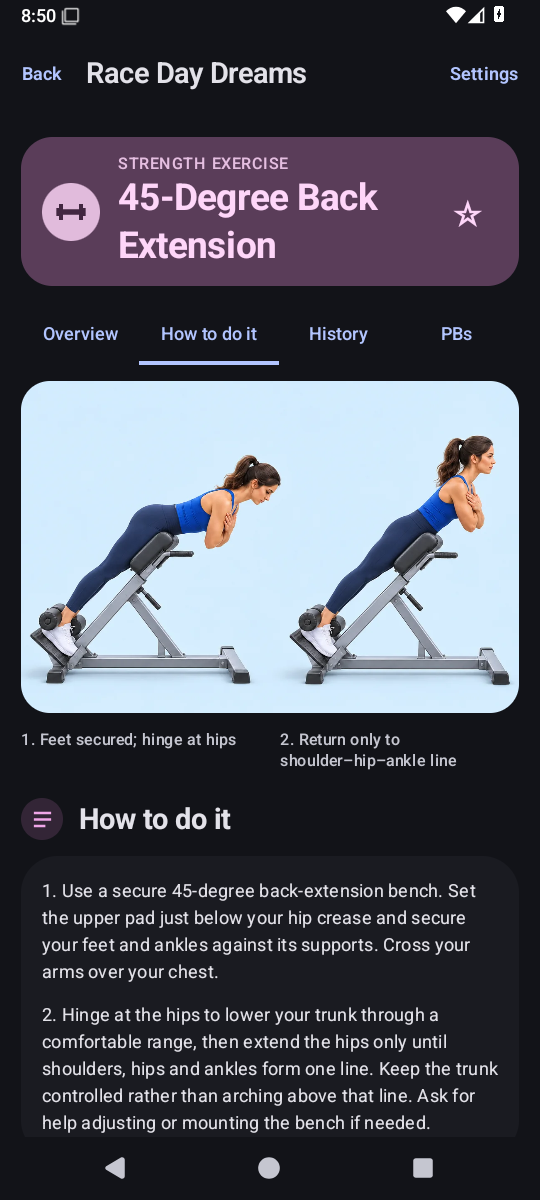 8:50
Back
Race Day Dreams
Settings
STRENGTH EXERCISE
45-Degree Back
Extension
Overview
How to do it
History
PBs
1. Feet secured; hinge at hips
2. Return only to
shoulder–hip–ankle line
How to do it
1. Use a secure 45-degree back-extension bench. Set
the upper pad just below your hip crease and secure
your feet and ankles against its supports. Cross your
arms over your chest.
2. Hinge at the hips to lower your trunk through a
comfortable range, then extend the hips only until
shoulders, hips and ankles form one line. Keep the trunk
controlled rather than arching above that line. Ask for
help adjusting or mounting the bench if needed.